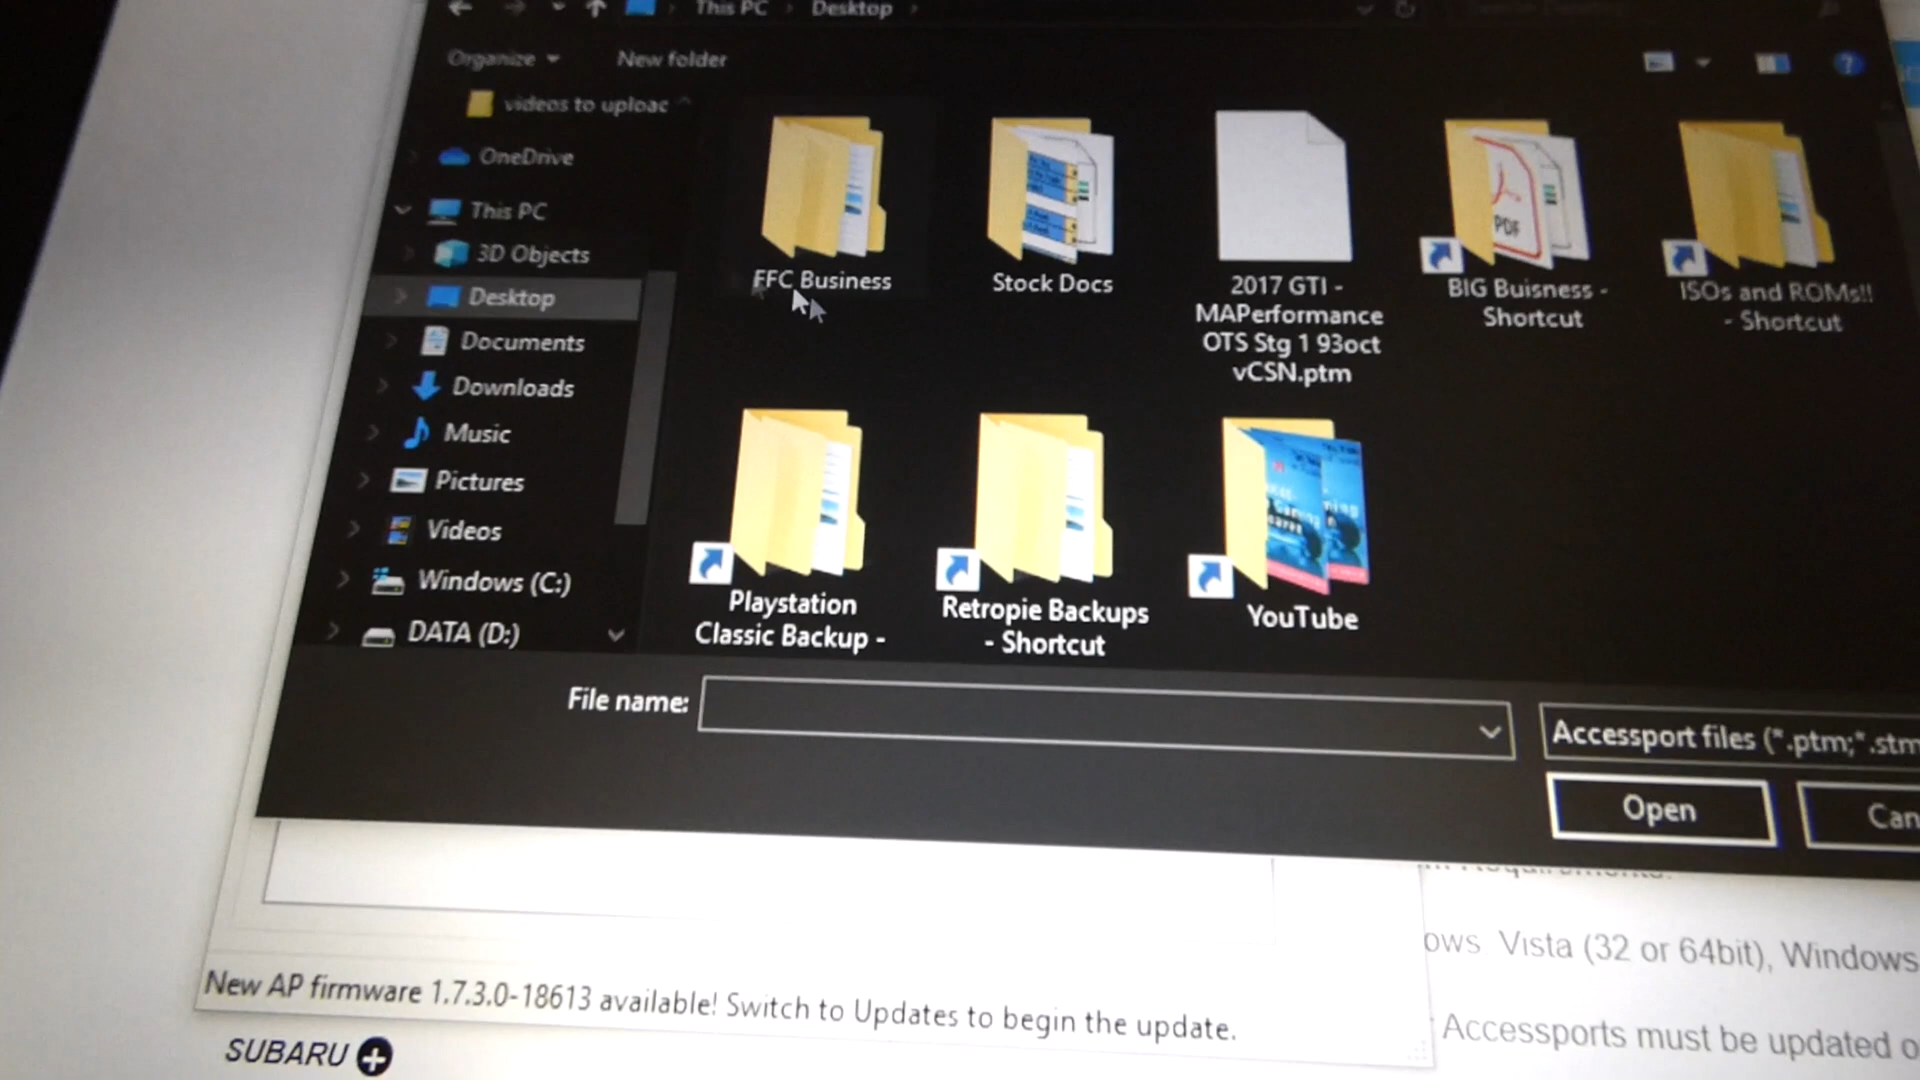 This PC > Desktop >
Organize
New folder
videos to uploac
OneDrive
This PC
3D Objects
Desktop
Documents
Downloads
Music
Pictures
Videos
Windows (C:)
DATA (D:)
FFC Business
Stock Docs
2017 GTI -
MAPerformance
OTS Stg 1 93oct
vCSN.ptm
PDF
BIG Buisness -
Shortcut
ISOs and ROMs!!
- Shortcut
Playstation
Classic Backup -
Retropie Backups
- Shortcut
YouTube
File name:
Accessport files (*.ptm;*.stm
Open
Can
ows Vista (32 or 64bit), Windows
New AP firmware 1.7.3.0-18613 available! Switch to Updates to begin the update.
Accessports must be updated o
SUBARU